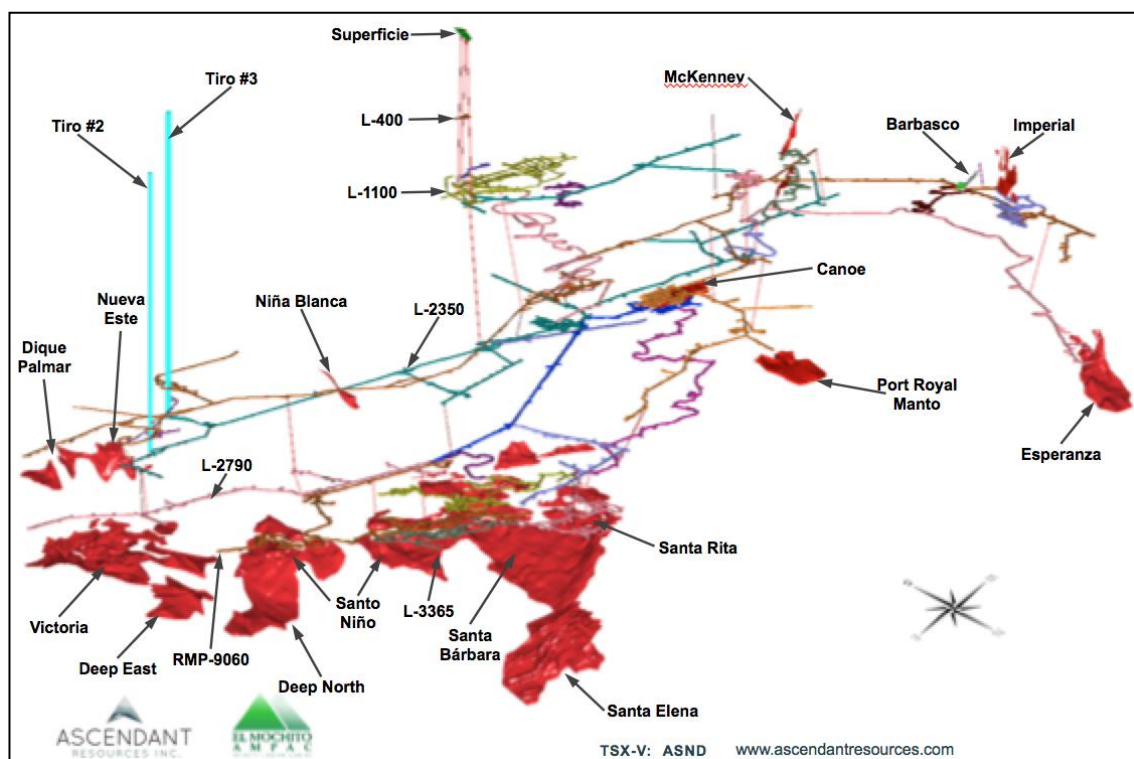 Superficie
Tiro #3
McKenney
Tiro #2
L-400
Barbasco
Imperial
L-1100
Nueva
Este
Niña Blanca
L-2350
Canoe
Dique
Palmar
Port Royal
Manto
Esperanza
L-2790
Santa Rita
Victoria
Santo
Niño
L-3365
Santa
Bárbara
Deep East
RMP-9060
Deep North
Santa Elena
ASCENDANT
RESOURCES INC.
EL MOCHITO
AMPAC
TSX-V: ASND www.ascendantresources.com